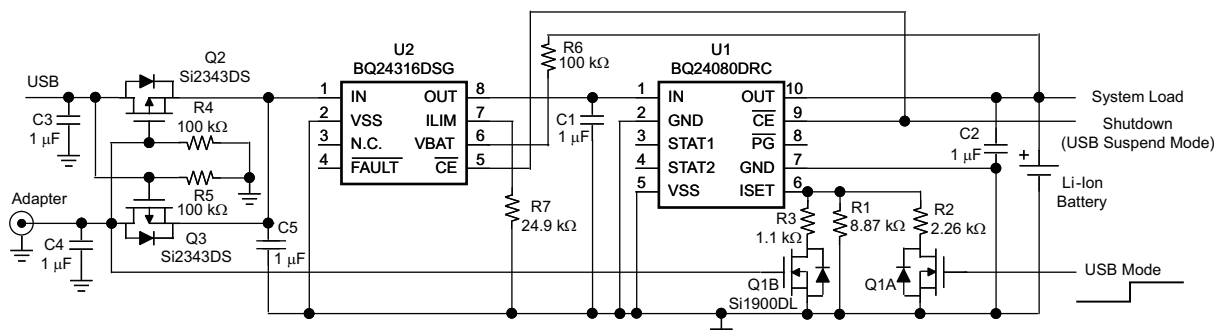 USB
C3
1 μF
Q2
Si2343DS
R4
100 kΩ
R5
100 kΩ
Adapter
C4
1 μF
Q3
Si2343DS
C5
1 μF
U2
BQ24316DSG
1 IN OUT 8
2 VSS ILIM 7
3 N.C. VBAT 6
4 FAULT CE 5
R6
100 kΩ
R7
24.9 kΩ
C1
1 μF
U1
BQ24080DRC
1 IN OUT 10
2 GND CE 9
3 STAT1 PG 8
4 STAT2 GND 7
5 VSS ISET 6
R3
1.1 kΩ
R1
8.87 kΩ
R2
2.26 kΩ
Q1B
Si1900DL
Q1A
C2
1 μF
System Load
Shutdown
(USB Suspend Mode)
+
Li-Ion
Battery
USB Mode